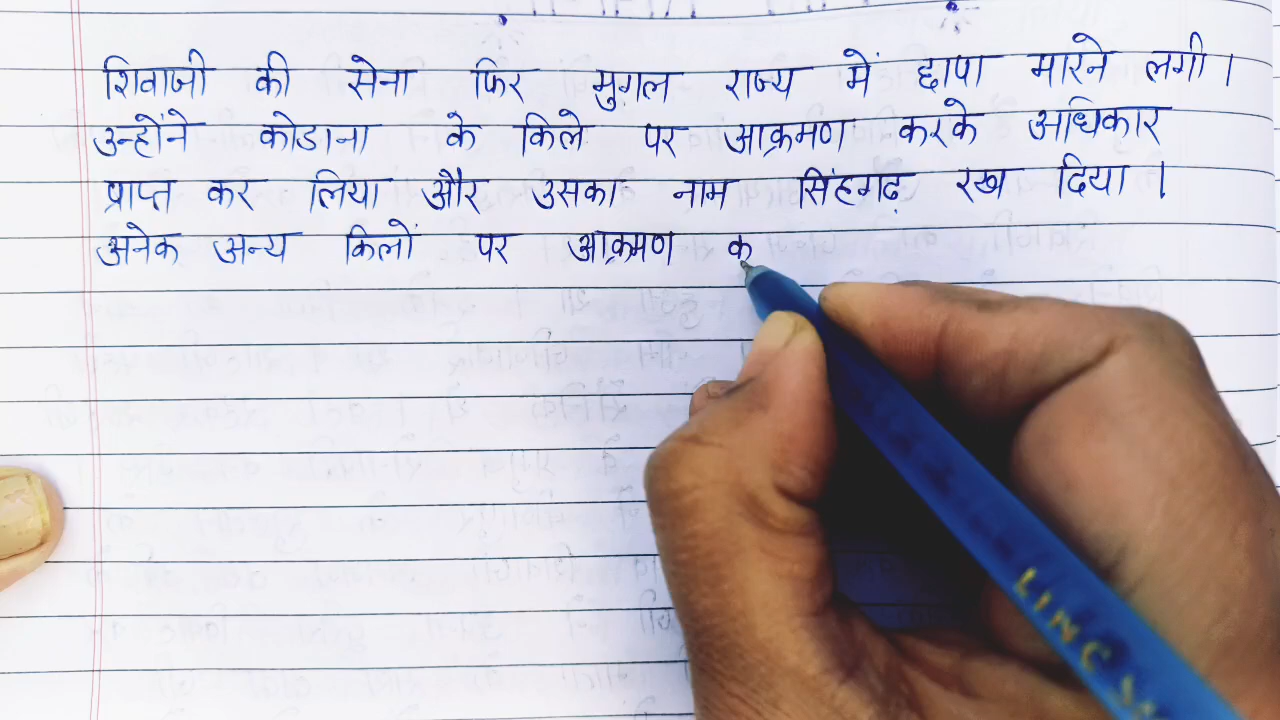 शिवाजी की सेना फिर मुगल राज्य में छापा मारने लगी।
उन्होंने कोडाना के किले पर आक्रमण करके अधिकार
प्राप्त कर लिया और उसका नाम सिंहगढ़ रख दिया।
अनेक अन्य किलों पर आक्रमण क